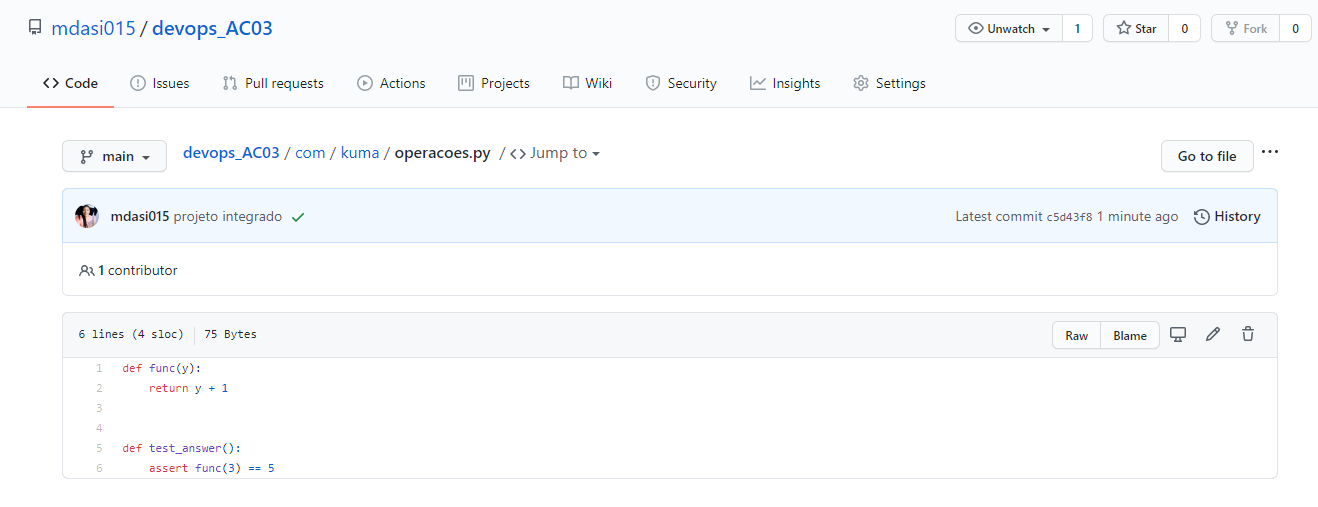 mdasi015 / devops_AC03
Unwatch 1 Star 0 Fork 0
Code Issues Pull requests Actions Projects Wiki Security Insights Settings
main devops_AC03 / com / kuma / operacoes.py / <> Jump to Go to file ...
mdasi015 projeto integrado Latest commit c5d43f8 1 minute ago History
1 contributor
6 lines (4 sloc) 75 Bytes Raw Blame
1 def func(y):
2     return y + 1
3
4
5 def test_answer():
6     assert func(3) == 5